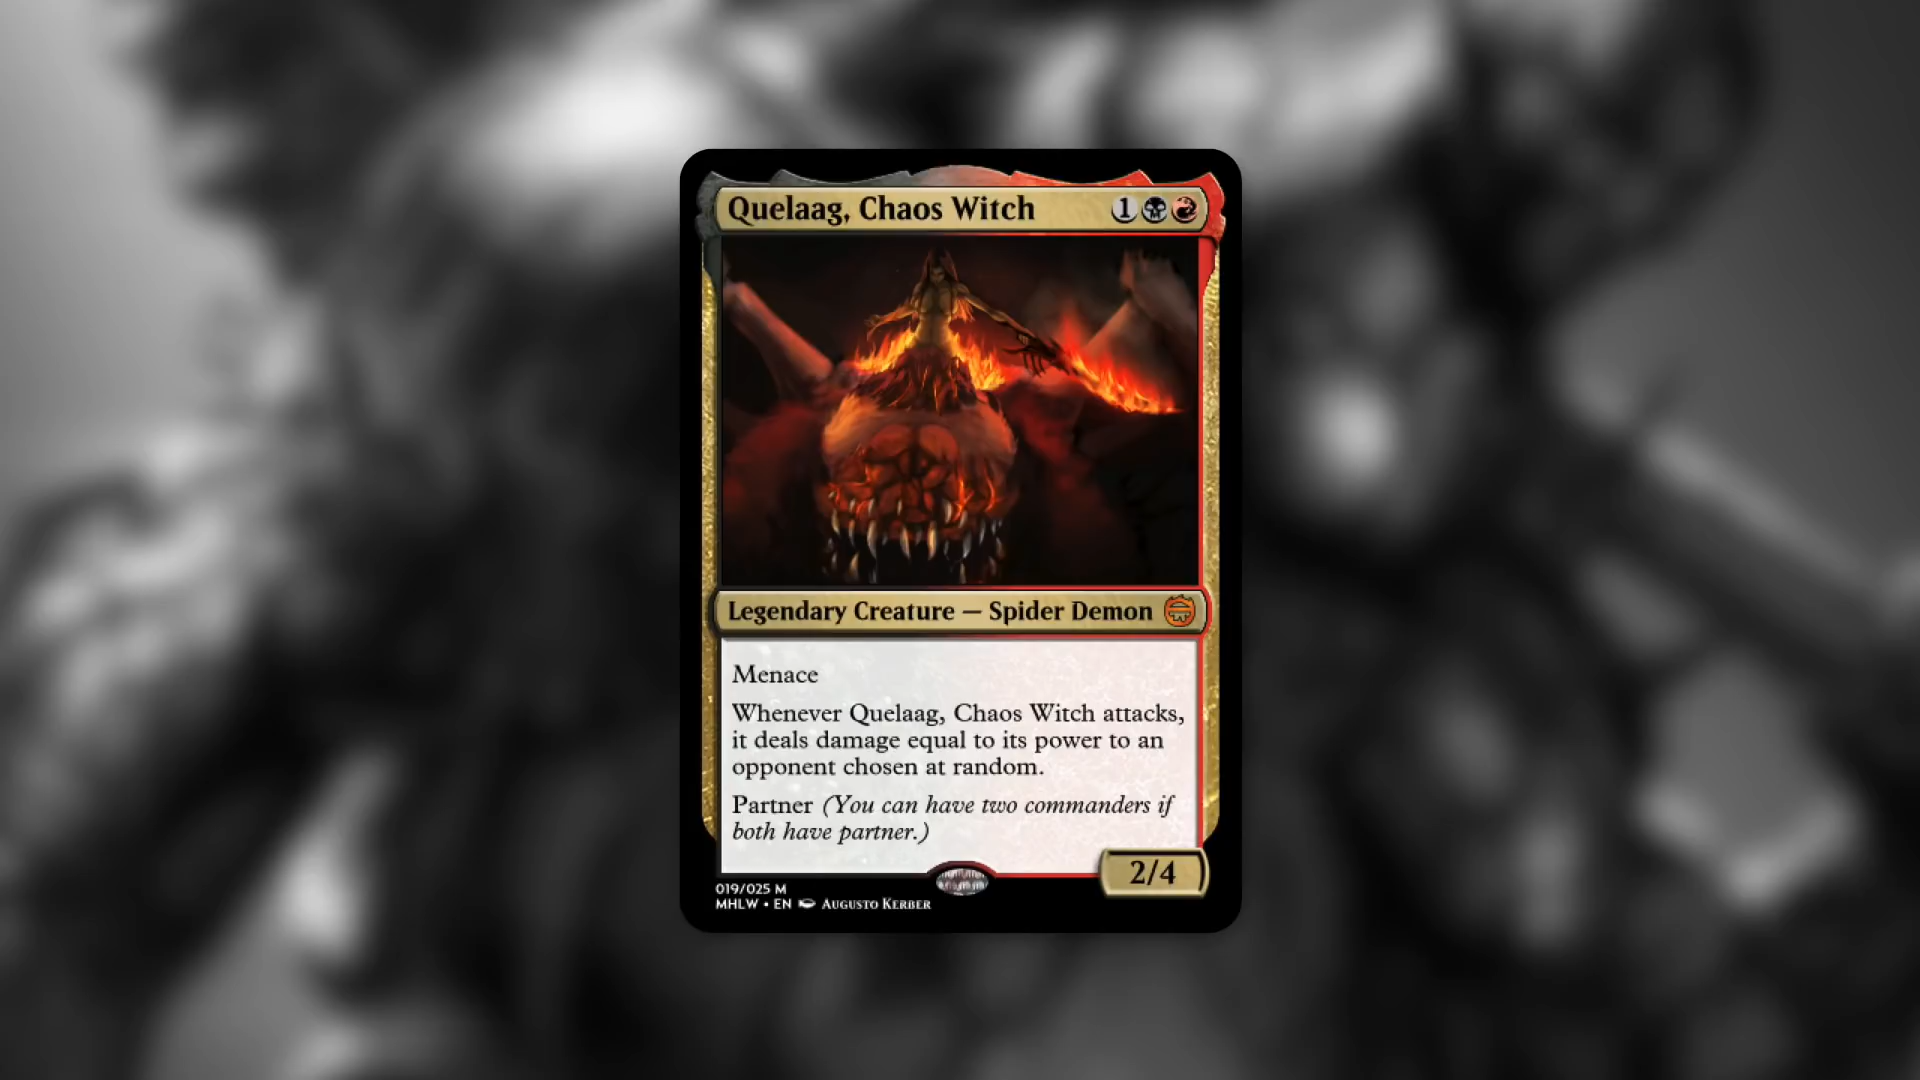 Quelaag, Chaos Witch 1
Legendary Creature — Spider Demon
Menace
Whenever Quelaag, Chaos Witch attacks,
it deals damage equal to its power to an
opponent chosen at random.
Partner (You can have two commanders if
both have partner.)
2/4
019/025 M
MHLW • EN Augusto Kerber